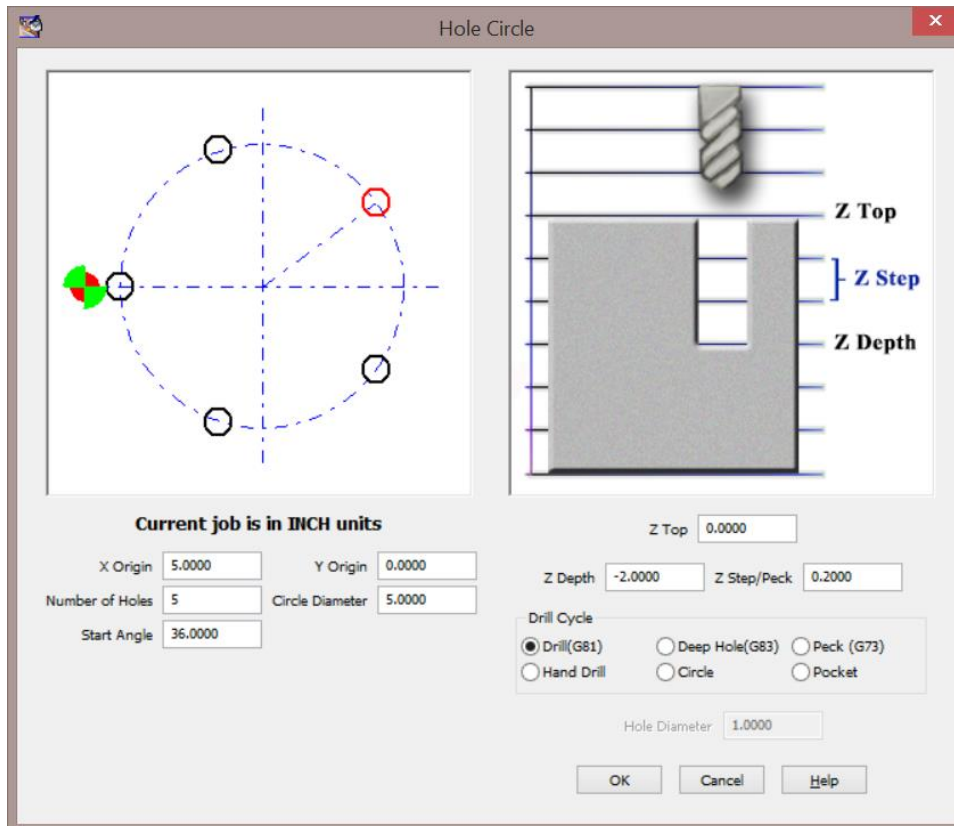 Hole Circle
Z Top
Z Step
Z Depth
Current job is in INCH units
X Origin 5.0000 Y Origin 0.0000
Number of Holes 5 Circle Diameter 5.0000
Start Angle 36.0000
Z Top 0.0000
Z Depth -2.0000 Z Step/Peck 0.2000
Drill Cycle
Drill(G81) Deep Hole(G83) Peck (G73)
Hand Drill Circle Pocket
Hole Diameter 1.0000
OK Cancel Help